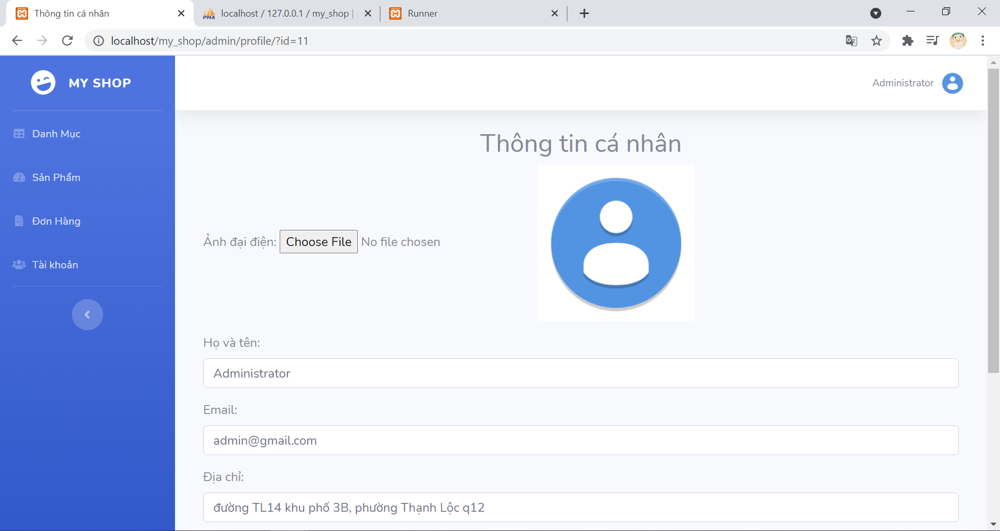 Thông tin cá nhân
localhost / 127.0.0.1 / my_shop |
Runner
localhost/my_shop/admin/profile/?id=11
MY SHOP
Administrator
Danh Mục
Sản Phẩm
Đơn Hàng
Tài khoản
Thông tin cá nhân
Ảnh đại điện: Choose File No file chosen
Họ và tên:
Administrator
Email:
admin@gmail.com
Địa chỉ:
đường TL14 khu phố 3B, phường Thạnh Lộc q12